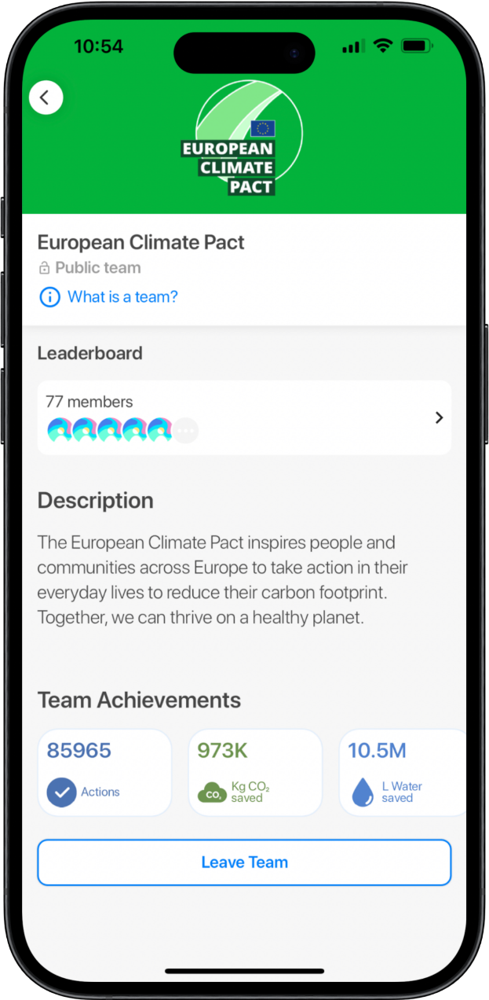 10:54
EUROPEAN
CLIMATE
PACT
European Climate Pact
Public team
What is a team?
Leaderboard
77 members
Description
The European Climate Pact inspires people and
communities across Europe to take action in their
everyday lives to reduce their carbon footprint.
Together, we can thrive on a healthy planet.
Team Achievements
85965
Actions
973K
CO₂
Kg CO₂
saved
10.5M
L Water
saved
Leave Team